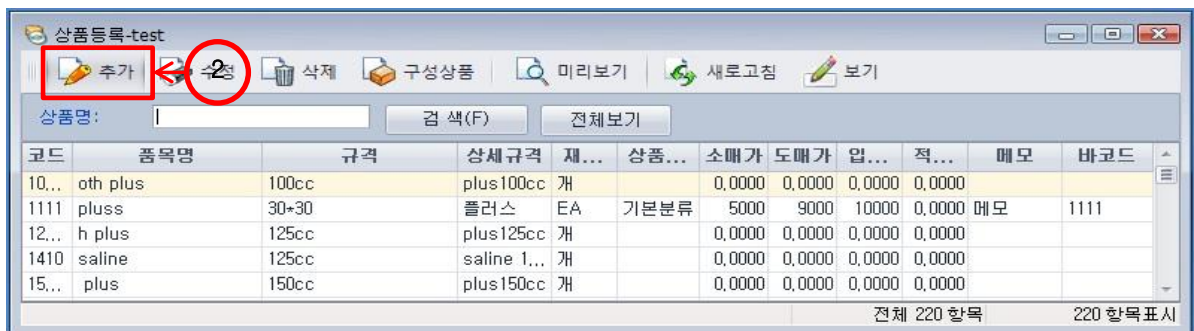 상품등록-test
추가 2 수정 삭제 구성상품 미리보기 새로고침 보기
상품명: 검 색(F) 전체보기
코드 품목명 규격 상세규격 재... 상품... 소매가 도매가 입... 적... 메모 바코드
10... oth plus 100cc plus100cc 개 0,0000 0,0000 0,0000 0,0000
1111 pluss 30*30 플러스 EA 기본분류 5000 9000 10000 0,0000 메모 1111
12... h plus 125cc plus125cc 개 0,0000 0,0000 0,0000 0,0000
1410 saline 125cc saline 1... 개 0,0000 0,0000 0,0000 0,0000
15... plus 150cc plus150cc 개 0,0000 0,0000 0,0000 0,0000
전체 220 항목 220 항목표시